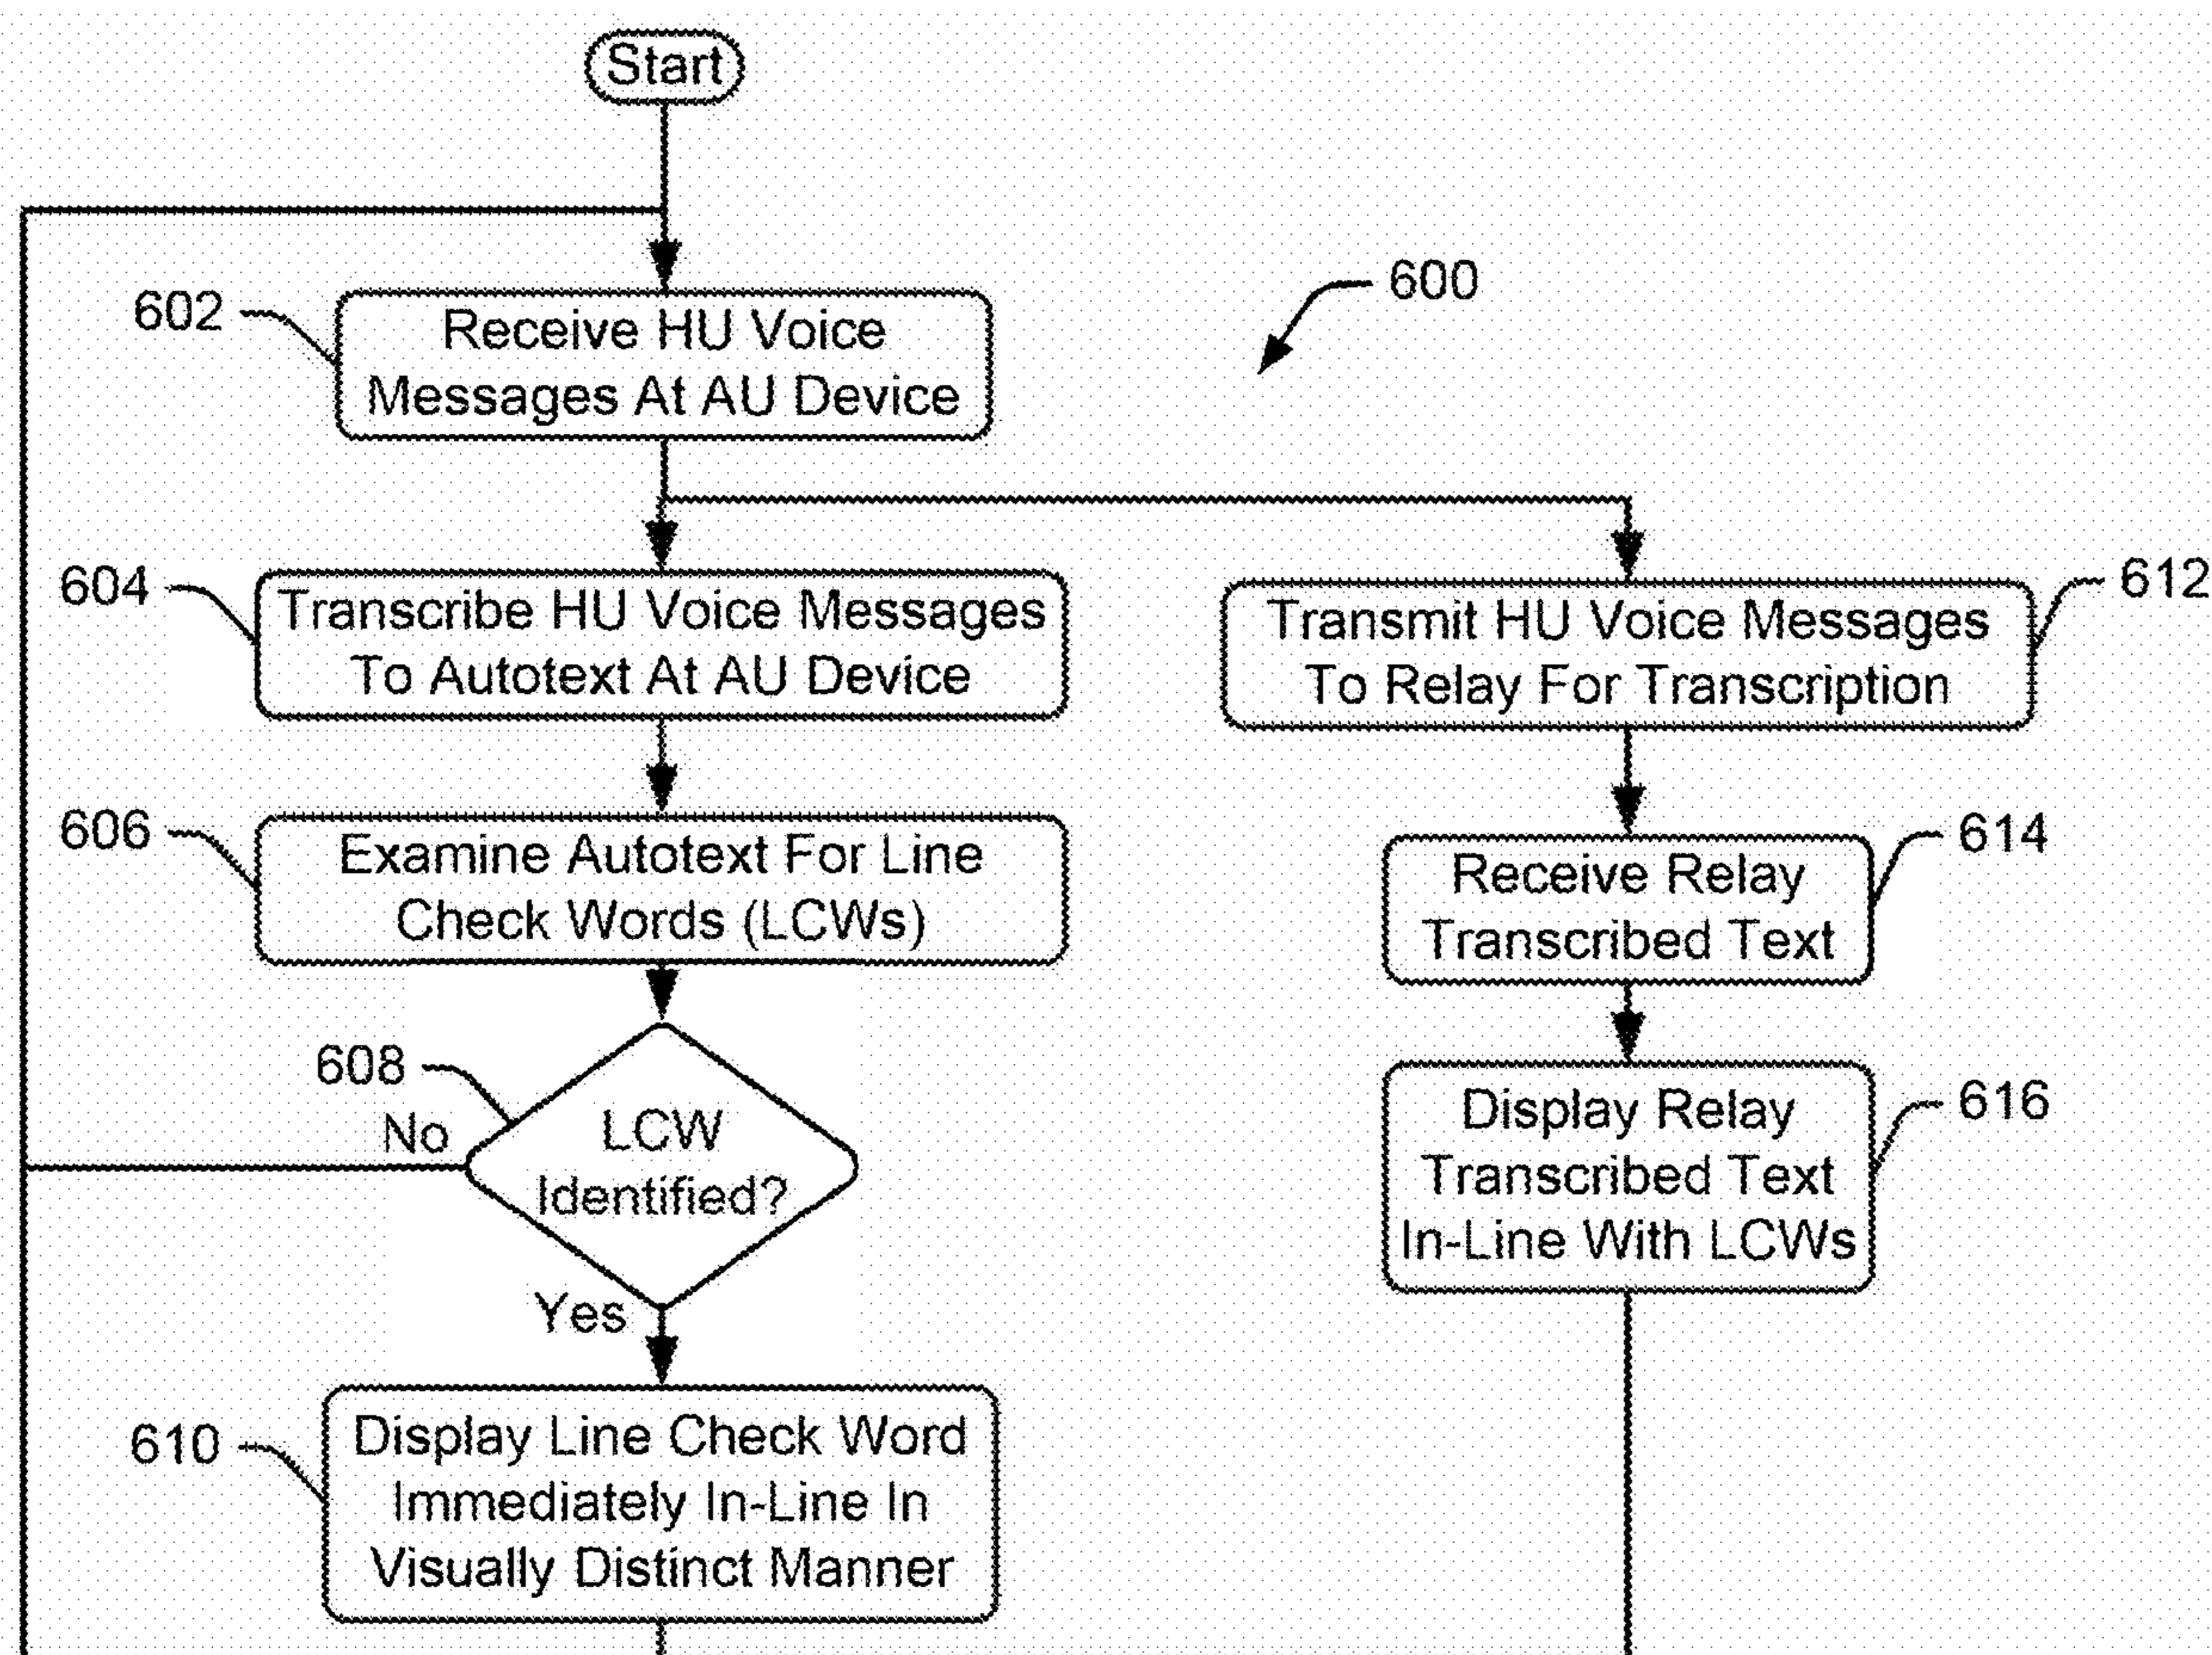 Start
600
602
Receive HU Voice
Messages At AU Device
604
Transcribe HU Voice Messages
To Autotext At AU Device
612
Transmit HU Voice Messages
To Relay For Transcription
606
Examine Autotext For Line
Check Words (LCWs)
614
Receive Relay
Transcribed Text
608
No
LCW
Identified?
Yes
616
Display Relay
Transcribed Text
In-Line With LCWs
610
Display Line Check Word
Immediately In-Line In
Visually Distinct Manner